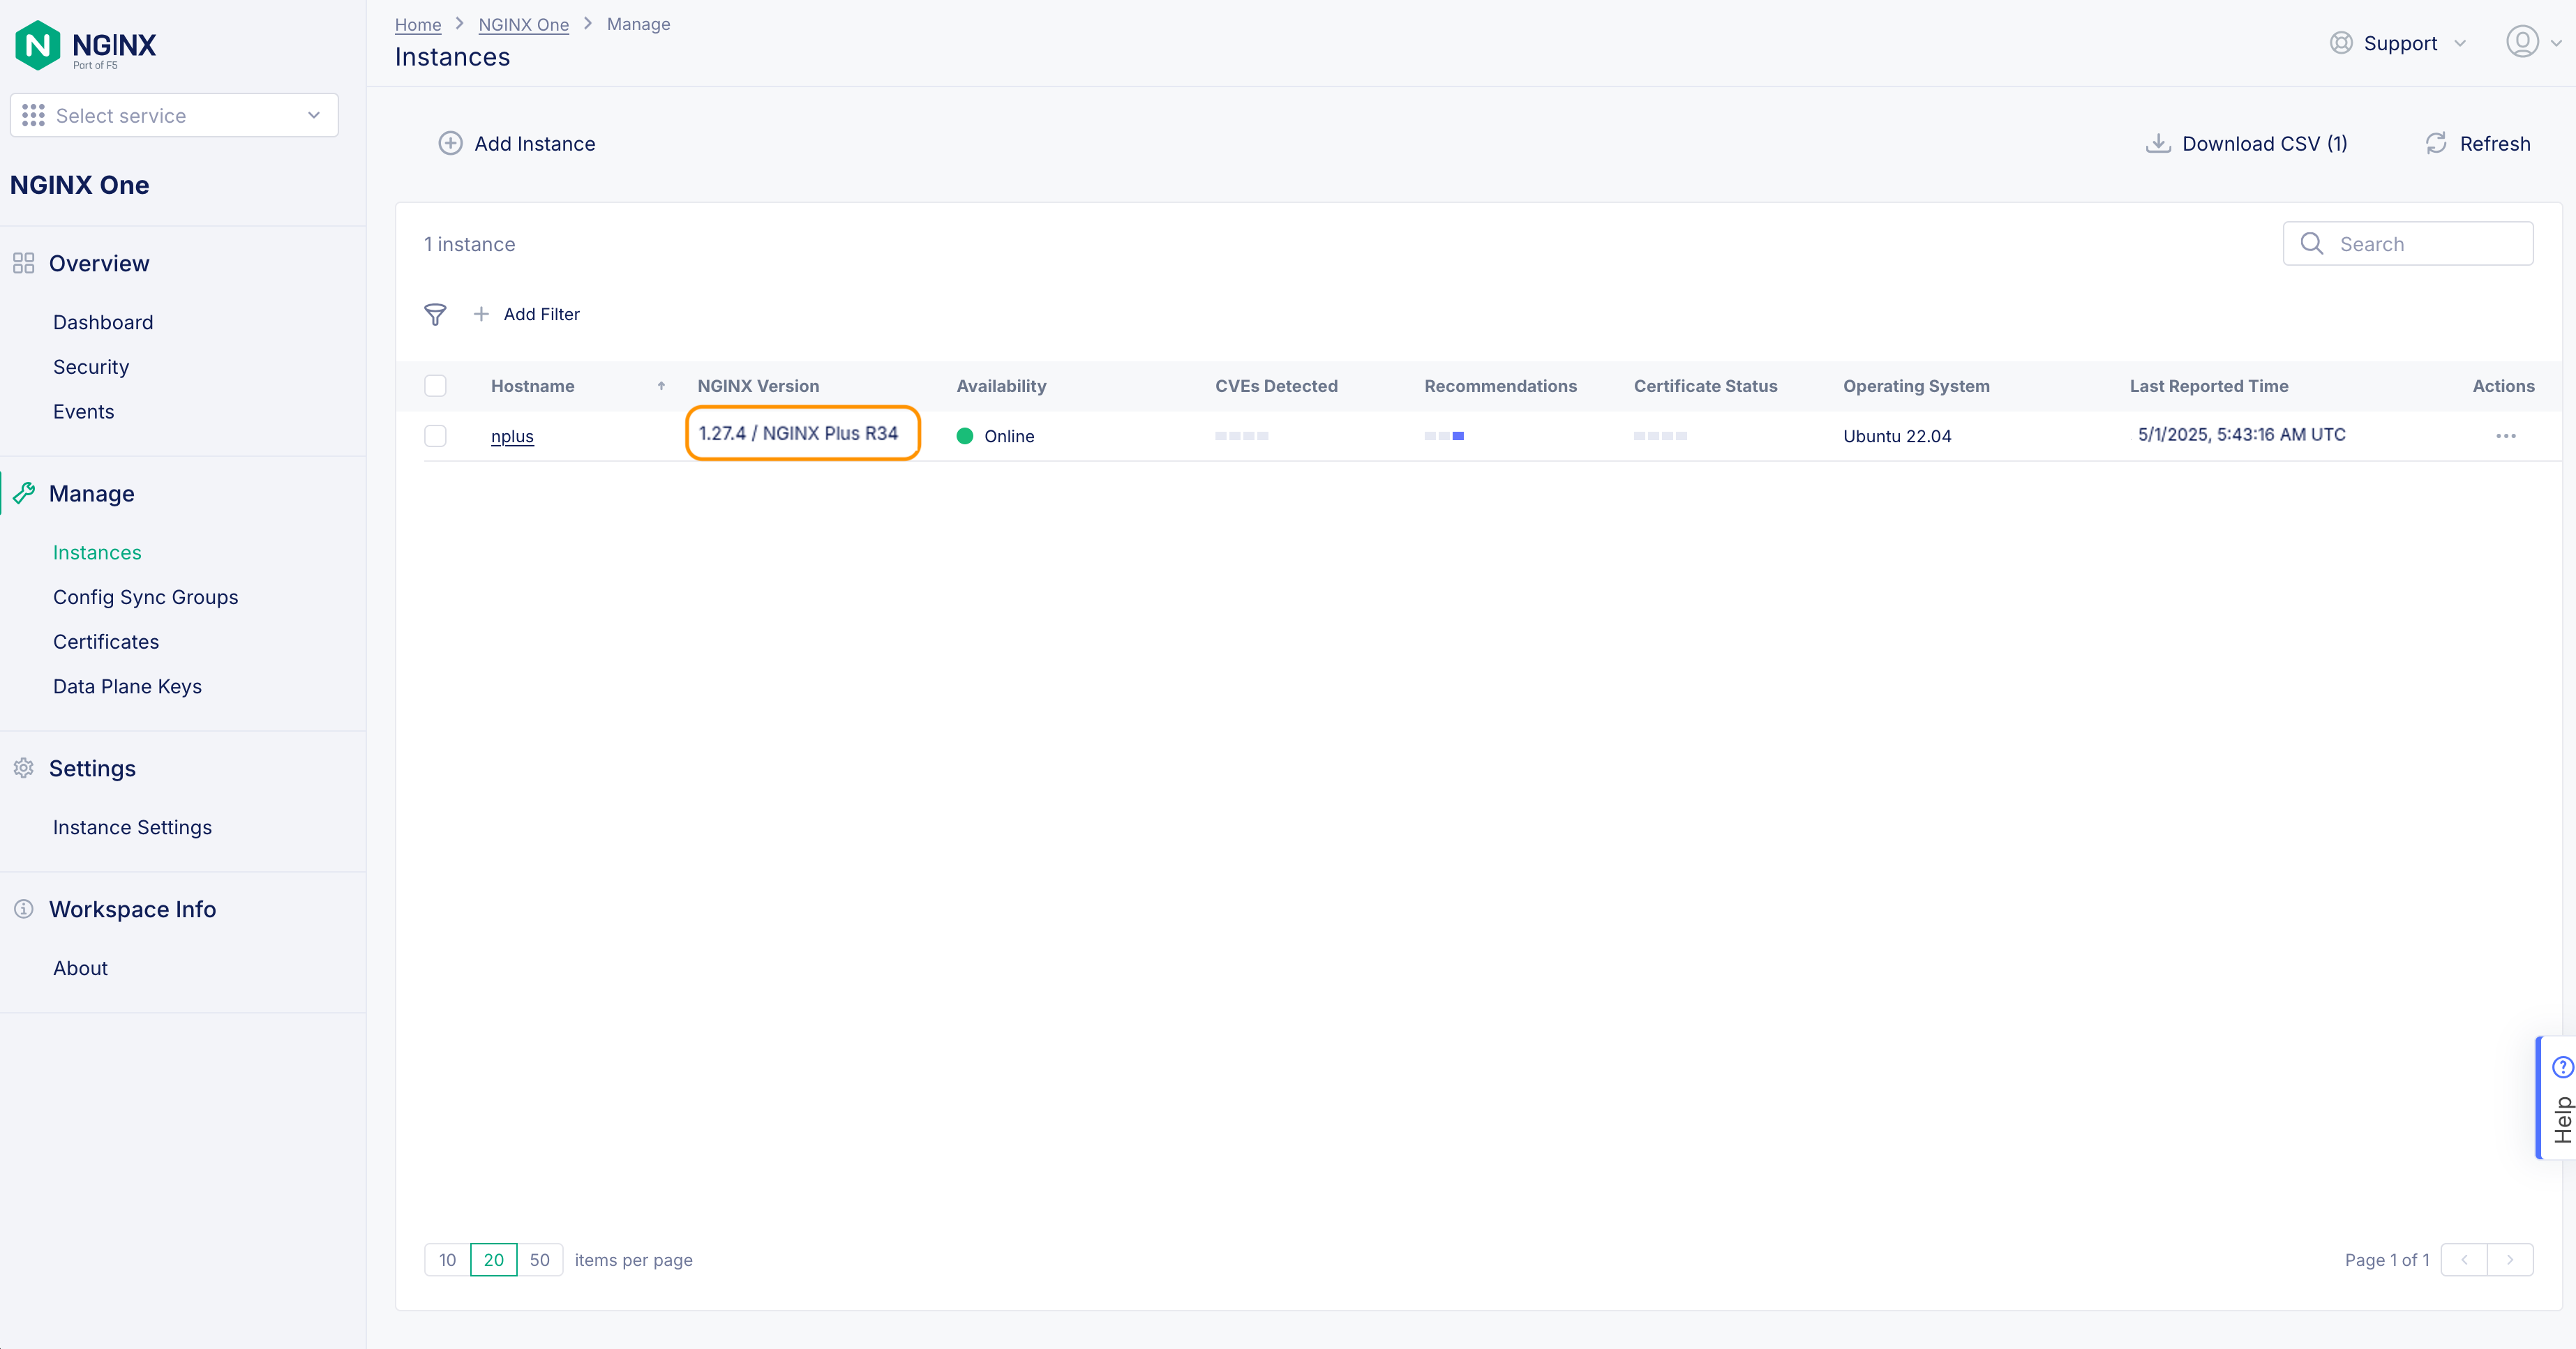 NGINX
Part of F5
Select service
NGINX One
Overview
Dashboard
Security
Events
Manage
Instances
Config Sync Groups
Certificates
Data Plane Keys
Settings
Instance Settings
Workspace Info
About
Home > NGINX One > Manage
Instances
Support
Add Instance
Download CSV (1)
Refresh
1 instance
Search
Add Filter
Hostname NGINX Version Availability CVEs Detected Recommendations Certificate Status Operating System Last Reported Time Actions
nplus 1.27.4 / NGINX Plus R34 Online Ubuntu 22.04 5/1/2025, 5:43:16 AM UTC
Help
10 20 50 items per page
Page 1 of 1